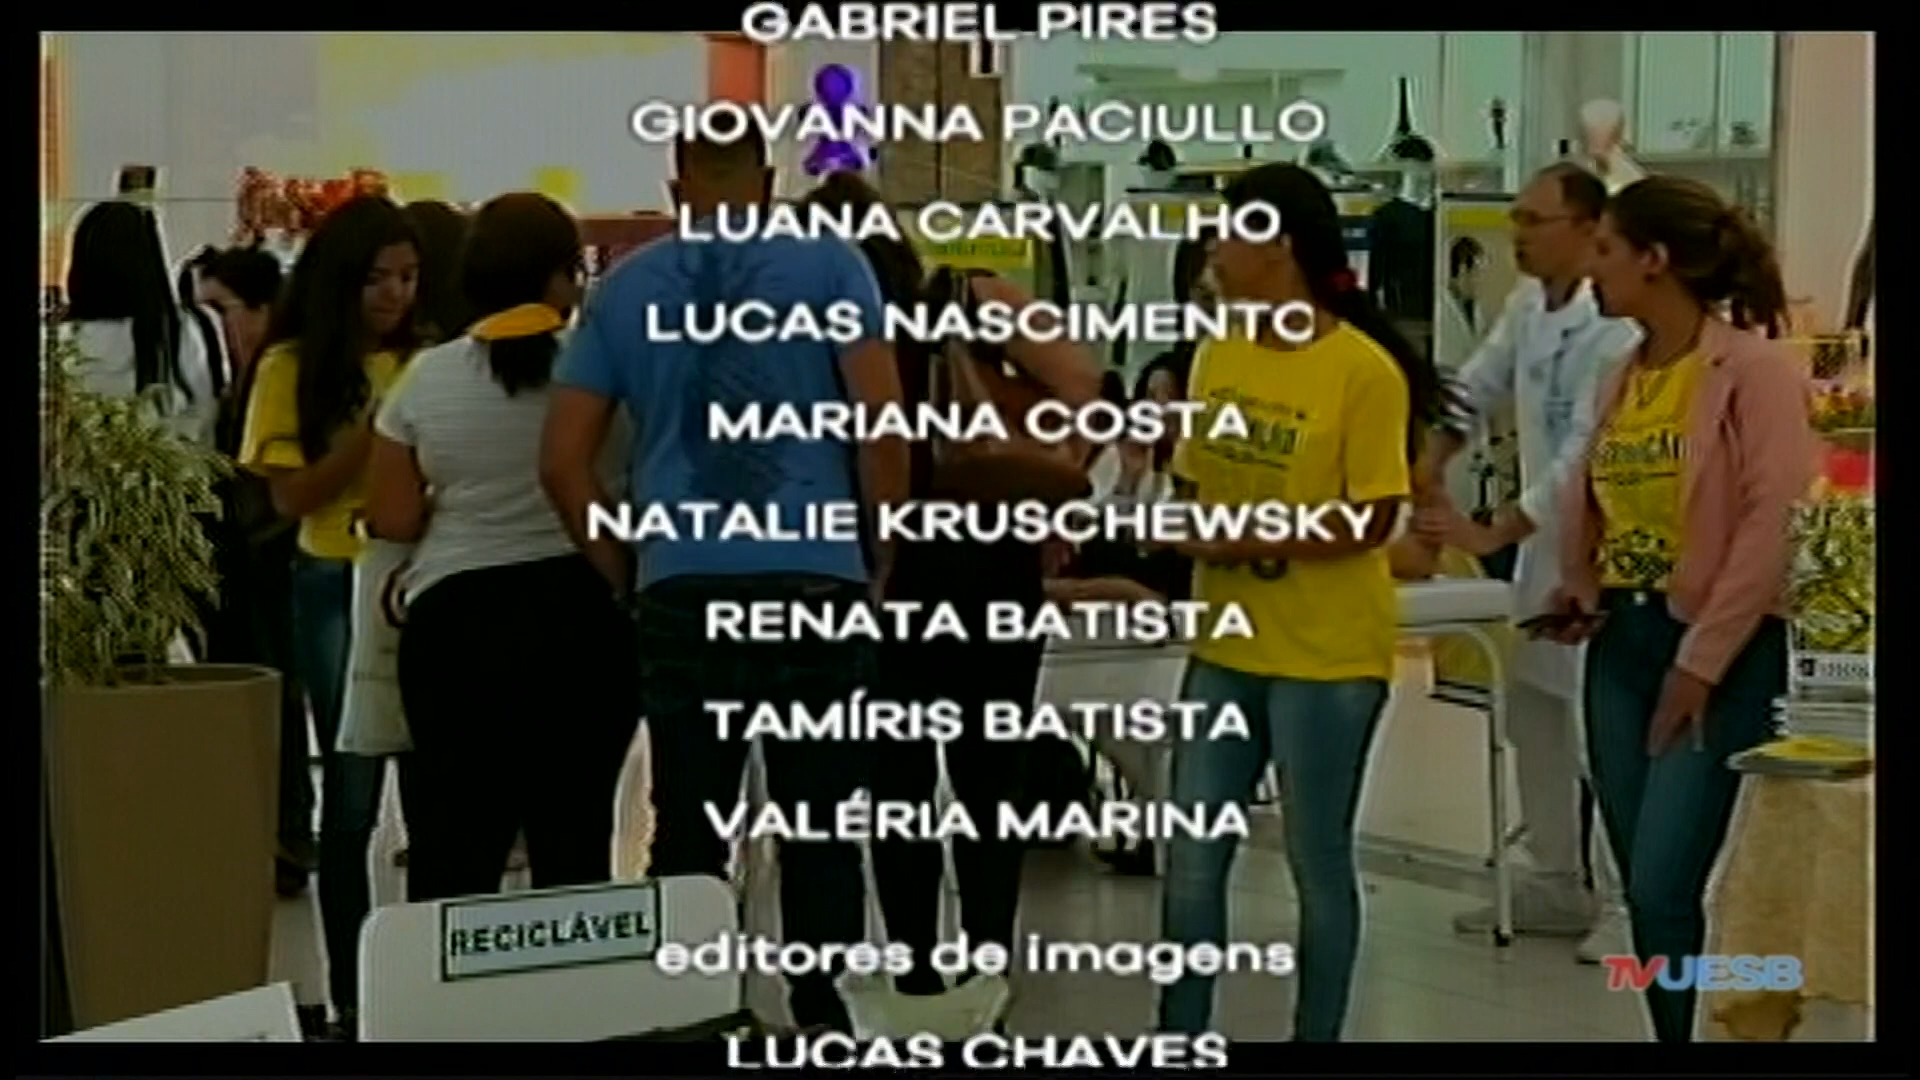 GABRIEL PIRES
GIOVANNA PACIULLO
LUANA CARVALHO
LUCAS NASCIMENTO
MARIANA COSTA
NATALIE KRUSCHEWSKY
RENATA BATISTA
TAMÍRIS BATISTA
VALÉRIA MARINA
RECICLÁVEL
editores de imagens
TVUESB
LUCAS CHAVES